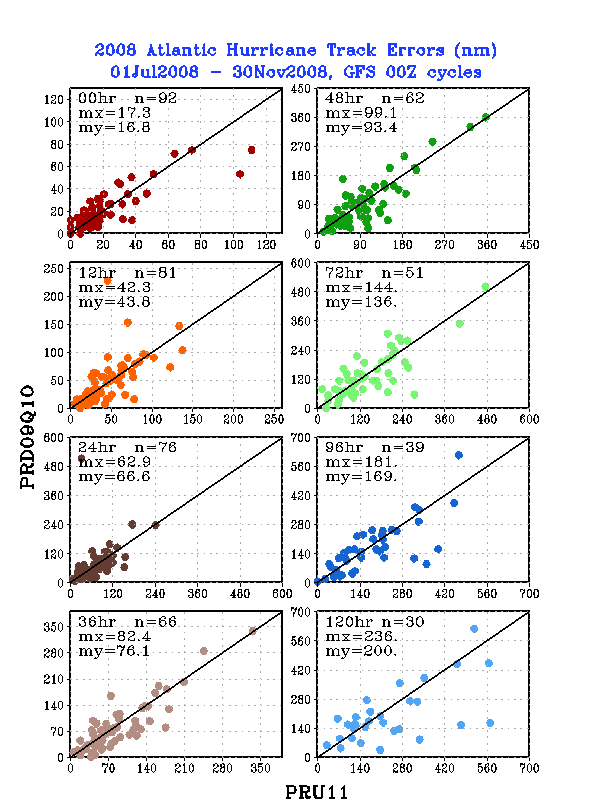 2008 Atlantic Hurricane Track Errors (nm)
01Jul2008 - 30Nov2008, GFS 00Z cycles
00hr n=92
mx=17.3
my=16.8
120
100
80
60
40
20
0
0 20 40 60 80 100 120
48hr n=62
mx=99.1
my=93.4
450
360
270
180
90
0
0 90 180 270 360 450
12hr n=81
mx=42.3
my=43.8
250
200
150
100
50
0
0 50 100 150 200 250
72hr n=51
mx=144.
my=136.
600
480
360
240
120
0
0 120 240 360 480 600
24hr n=76
mx=62.9
my=66.6
600
480
360
240
120
0
0 120 240 360 480 600
96hr n=39
mx=181.
my=169.
700
560
420
280
140
0
0 140 280 420 560 700
36hr n=66
mx=82.4
my=76.1
350
280
210
140
70
0
0 70 140 210 280 350
120hr n=30
mx=236.
my=200.
700
560
420
280
140
0
0 140 280 420 560 700
PRD09Q1O
PRU11